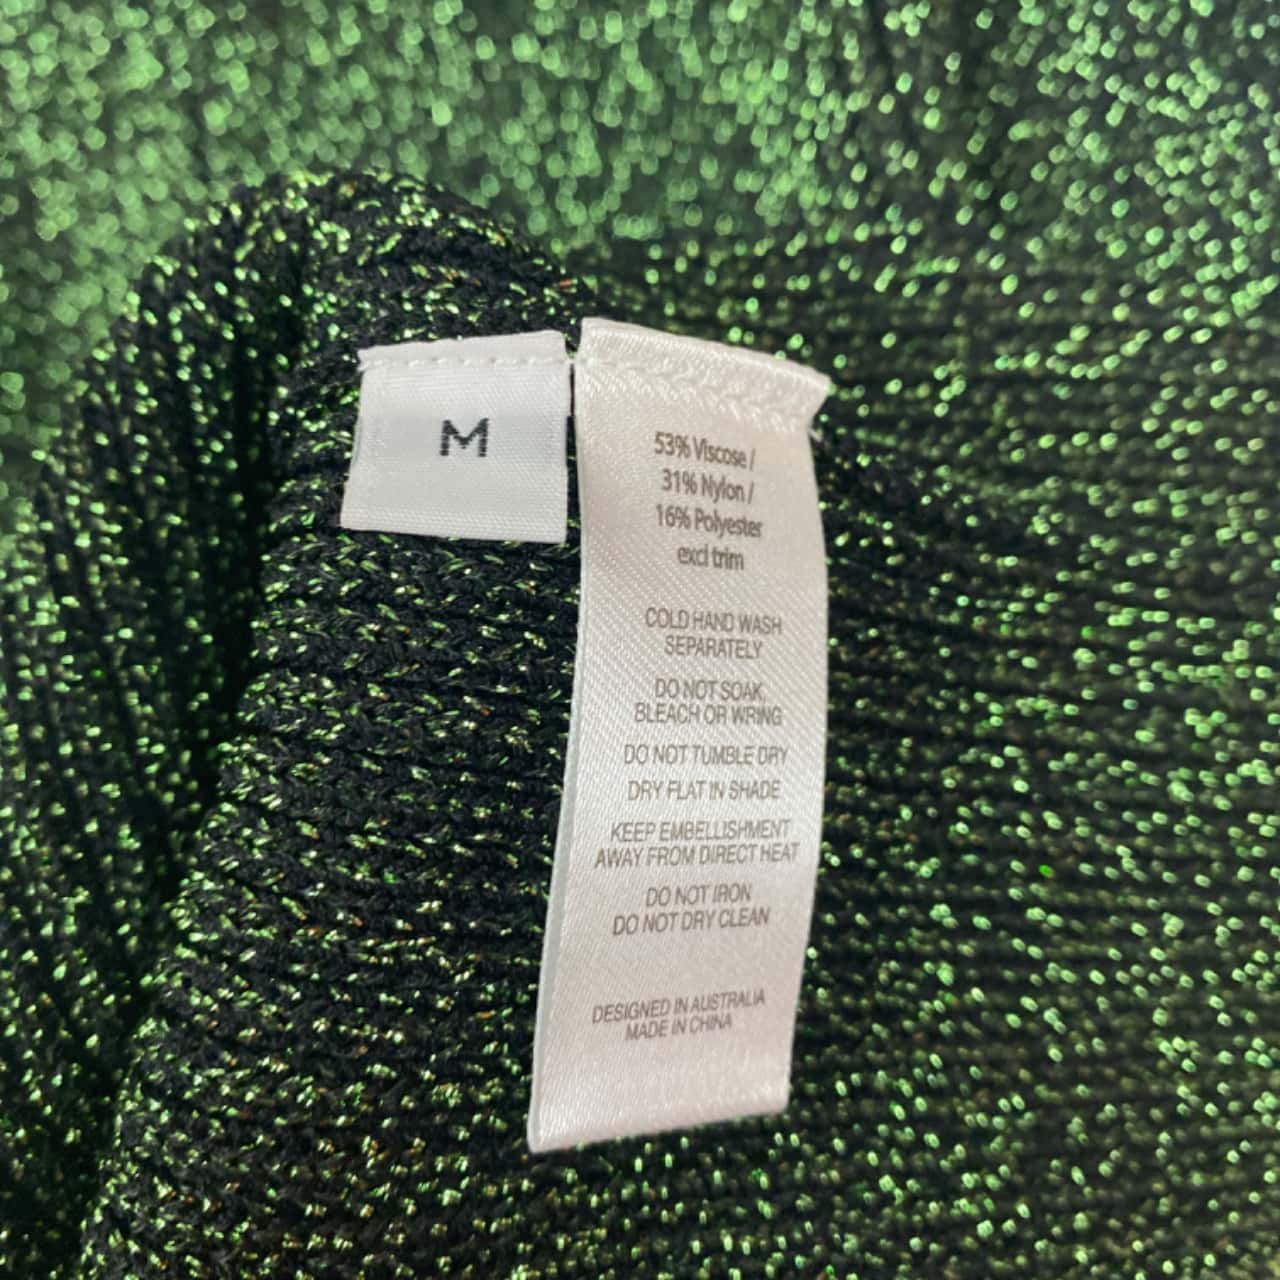 M
53% Viscose /
31% Nylon /
16% Polyester
excl trim
COLD HAND WASH
SEPARATELY
DO NOT SOAK
BLEACH OR WRING
DO NOT TUMBLE DRY
DRY FLAT IN SHADE
KEEP EMBELLISHMENT
AWAY FROM DIRECT HEAT
DO NOT IRON
DO NOT DRY CLEAN
DESIGNED IN AUSTRALIA
MADE IN CHINA